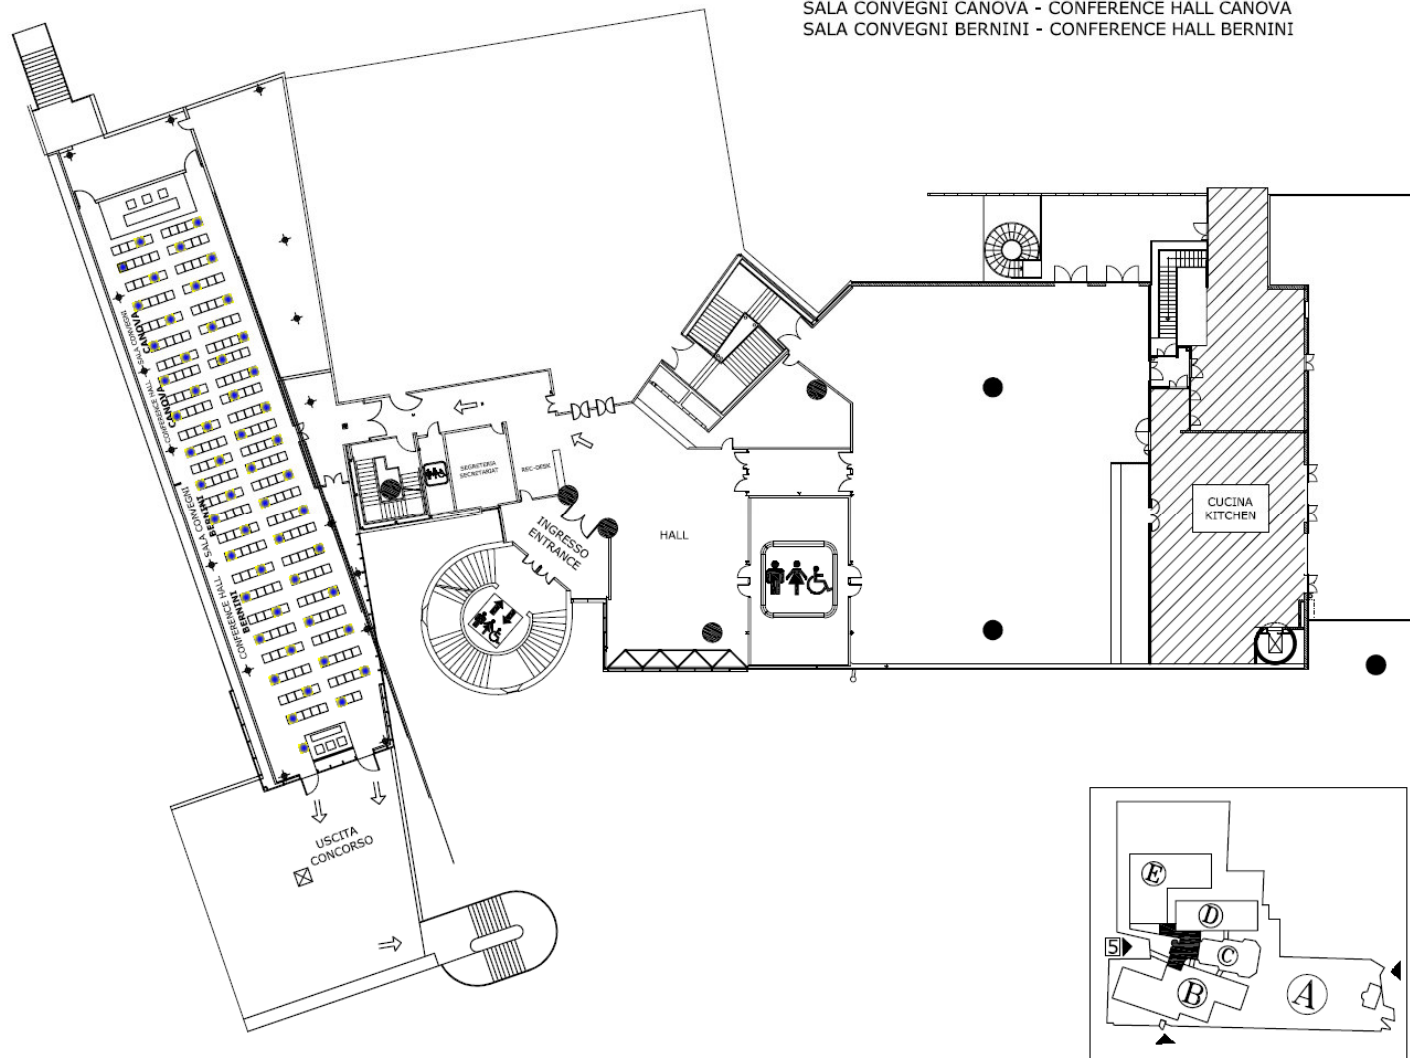 SALA CONVEGNI CANOVA - CONFERENCE HALL CANOVA
SALA CONVEGNI BERNINI - CONFERENCE HALL BERNINI
SALA CONVEGNI
CANOVA
CONFERENCE HALL
CANOVA
SALA CONVEGNI
BERNINI
CONFERENCE HALL
BERNINI
SEGRETERIA
SECRETARIAT
REC-DESK
INGRESSO
ENTRANCE
HALL
CUCINA
KITCHEN
USCITA
CONCORSO
E
D
5
C
B
A